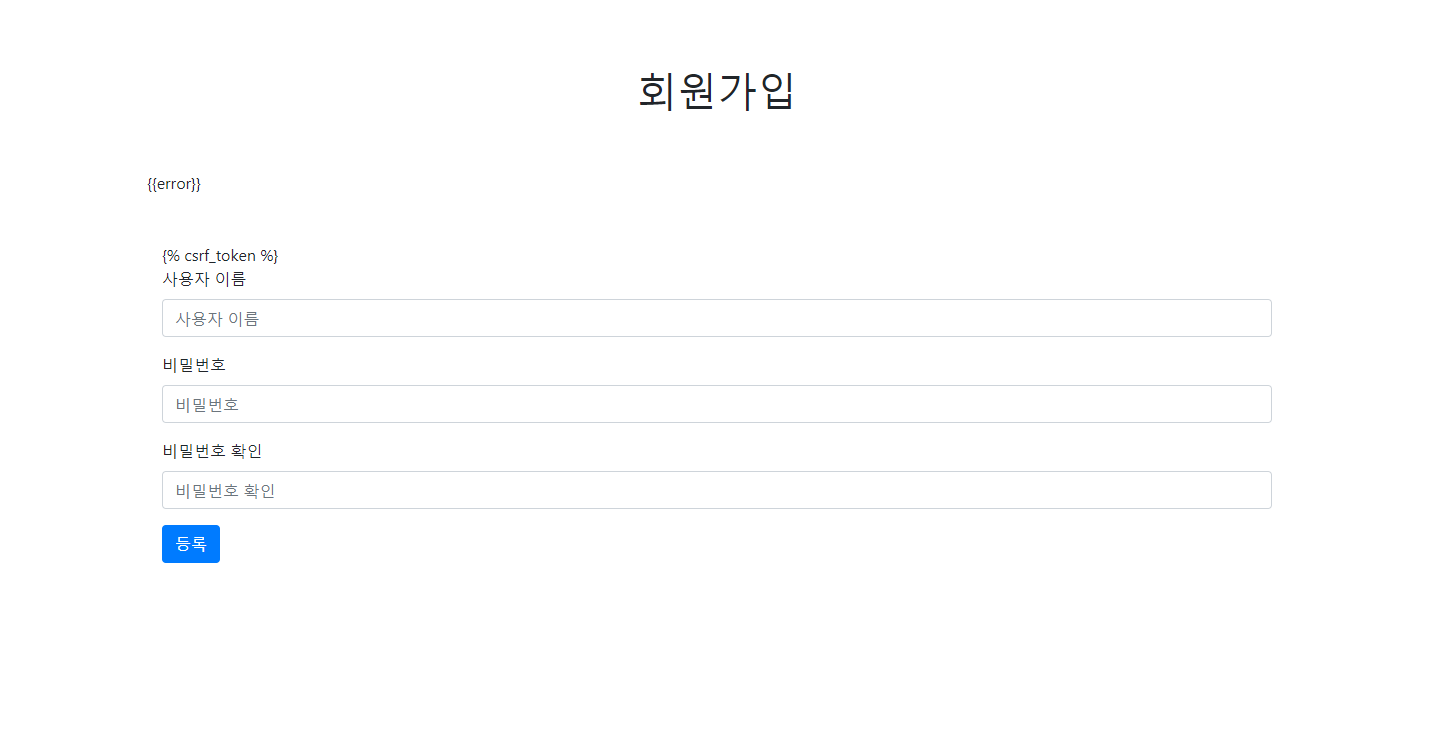 회원가입
{{error}}
{% csrf_token %}
사용자 이름
사용자 이름
비밀번호
비밀번호
비밀번호 확인
비밀번호 확인
등록